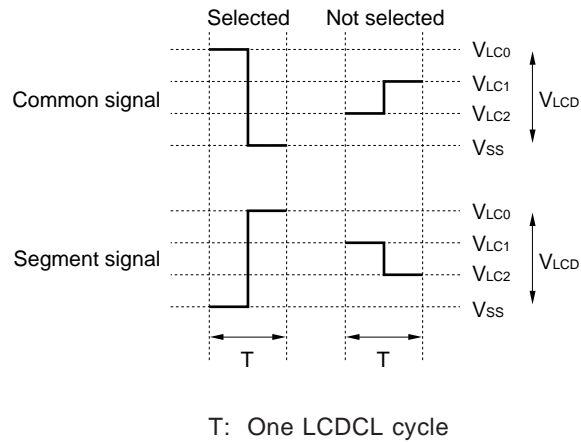 Selected Not selected
VLC0
VLC1
Common signal
VLCD
VLC2
VSS
VLC0
VLC1
Segment signal
VLCD
VLC2
VSS
T T
T: One LCDCL cycle